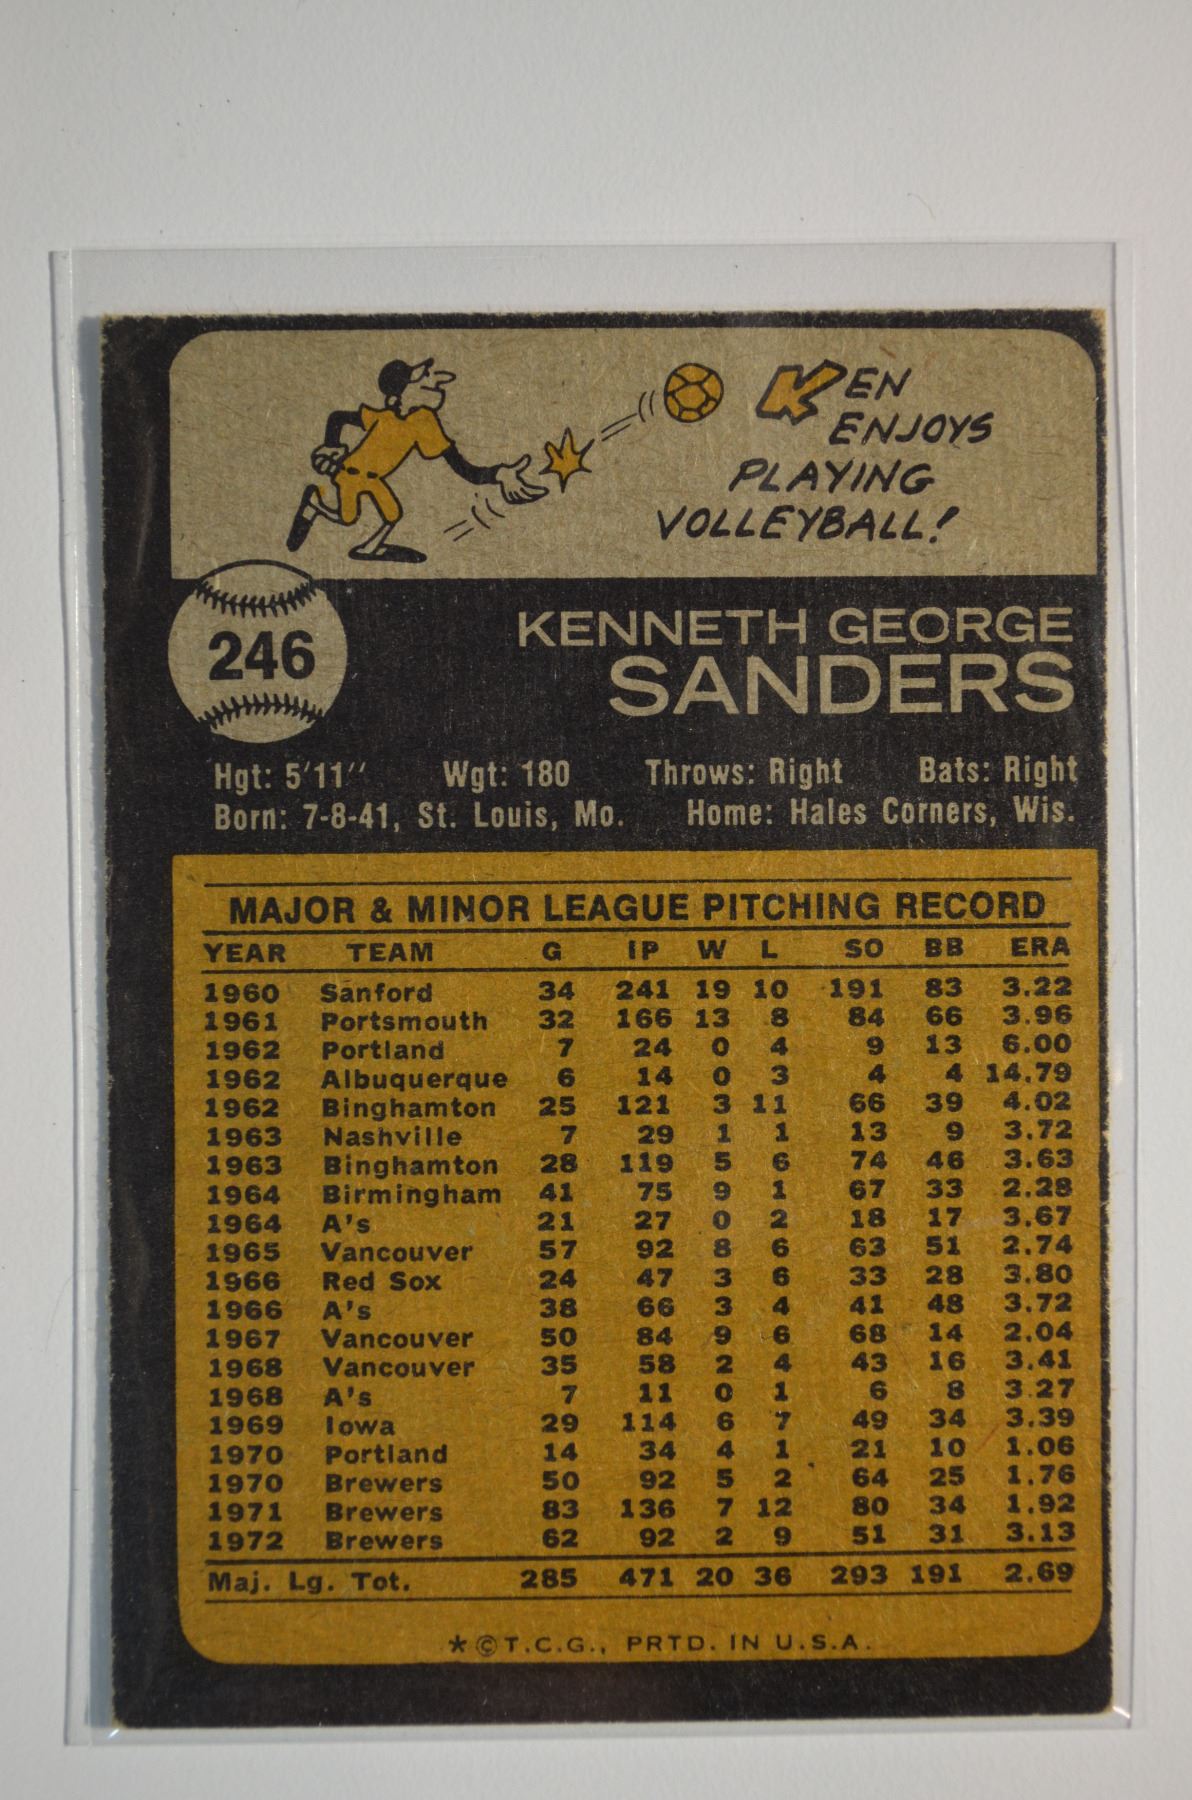 KEN
ENJOYS
PLAYING
VOLLEYBALL!
246
KENNETH GEORGE
SANDERS
Hgt: 5'11" Wgt: 180 Throws: Right Bats: Right
Born: 7-8-41, St. Louis, Mo. Home: Hales Corners, Wis.
MAJOR & MINOR LEAGUE PITCHING RECORD
YEAR TEAM G IP W L SO BB ERA
1960 Sanford 34 241 19 10 191 83 3.22
1961 Portsmouth 32 166 13 8 84 66 3.96
1962 Portland 7 24 0 4 9 13 6.00
1962 Albuquerque 6 14 0 3 4 4 14.79
1962 Binghamton 25 121 3 11 66 39 4.02
1963 Nashville 7 29 1 1 13 9 3.72
1963 Binghamton 28 119 5 6 74 46 3.63
1964 Birmingham 41 75 9 1 67 33 2.28
1964 A's 21 27 0 2 18 17 3.67
1965 Vancouver 57 92 8 6 63 51 2.74
1966 Red Sox 24 47 3 6 33 28 3.80
1966 A's 38 66 3 4 41 48 3.72
1967 Vancouver 50 84 9 6 68 14 2.04
1968 Vancouver 35 58 2 4 43 16 3.41
1968 A's 7 11 0 1 6 8 3.27
1969 Iowa 29 114 6 7 49 34 3.39
1970 Portland 14 34 4 1 21 10 1.06
1970 Brewers 50 92 5 2 64 25 1.76
1971 Brewers 83 136 7 12 80 34 1.92
1972 Brewers 62 92 2 9 51 31 3.13
Maj. Lg. Tot. 285 471 20 36 293 191 2.69
*©T.C.G., PRTD. IN U.S.A.